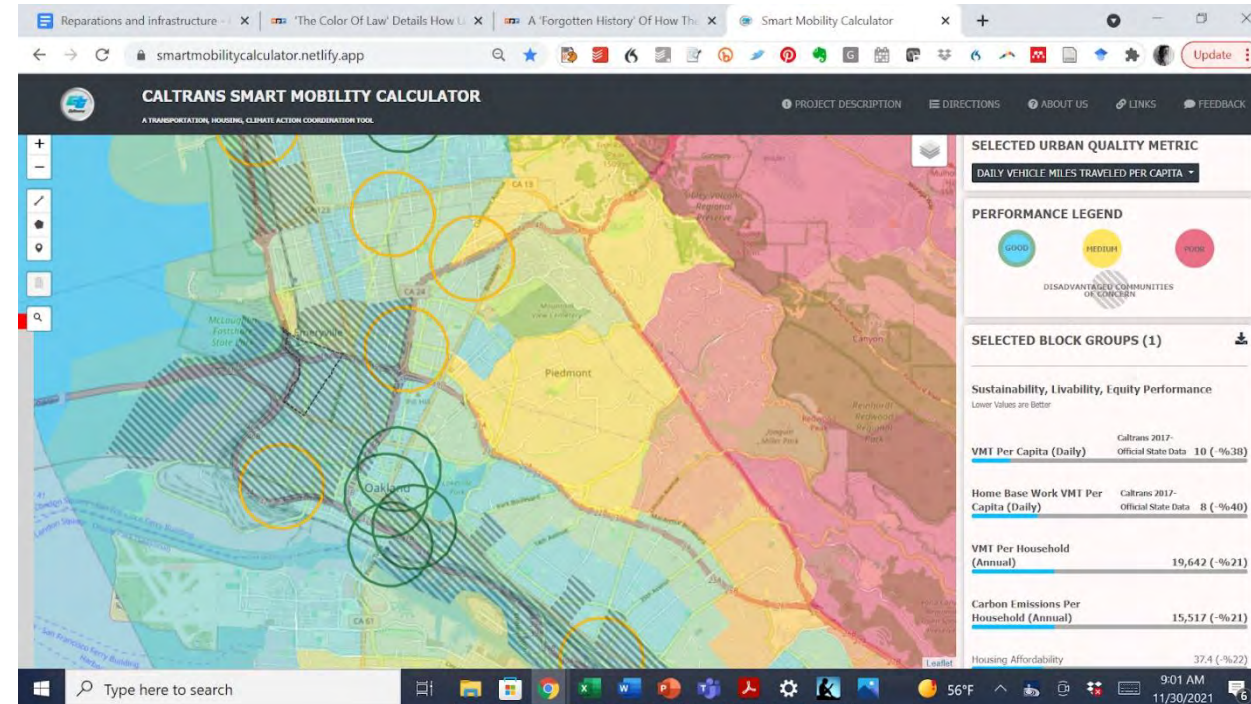 Reparations and infrastructure -
'The Color Of Law' Details How U
A 'Forgotten History' Of How The
Smart Mobility Calculator
smartmobilitycalculator.netlify.app
Update
CALTRANS SMART MOBILITY CALCULATOR
A TRANSPORTATION, HOUSING, CLIMATE ACTION COORDINATION TOOL
PROJECT DESCRIPTION
DIRECTIONS
ABOUT US
LINKS
FEEDBACK
CA 13
CA 123
CA 24
Emeryville
Piedmont
Canyon
Pill Hill
Oakland
CA 61
Leaflet
SELECTED URBAN QUALITY METRIC
DAILY VEHICLE MILES TRAVELED PER CAPITA
PERFORMANCE LEGEND
GOOD
MEDIUM
POOR
DISADVANTAGED COMMUNITIES
OF CONCERN
SELECTED BLOCK GROUPS (1)
Sustainability, Livability, Equity Performance
Lower Values are Better
VMT Per Capita (Daily)
Caltrans 2017-
Official State Data
10 (-%38)
Home Base Work VMT Per
Capita (Daily)
Caltrans 2017-
Official State Data
8 (-%40)
VMT Per Household
(Annual)
19,642 (-%21)
Carbon Emissions Per
Household (Annual)
15,517 (-%21)
Housing Affordability
37.4 (-%22)
Type here to search
56°F
9:01 AM
11/30/2021
6